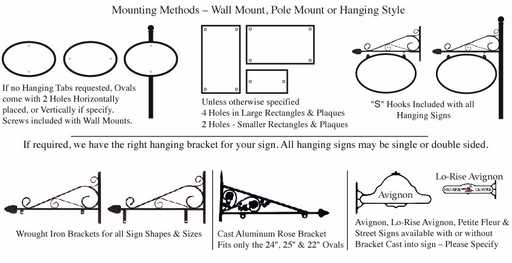 Mounting Methods – Wall Mount, Pole Mount or Hanging Style
If no Hanging Tabs requested, Ovals
come with 2 Holes Horizontally
placed, or Vertically if specify.
Screws included with Wall Mounts.
Unless otherwise specified
4 Holes in Large Rectangles & Plaques
2 Holes - Smaller Rectangles & Plaques
"S" Hooks Included with all
Hanging Signs
If required, we have the right hanging bracket for your sign. All hanging signs may be single or double sided.
Wrought Iron Brackets for all Sign Shapes & Sizes
Cast Aluminum Rose Bracket
Fits only the 24", 25" & 22" Ovals
Lo-Rise Avignon
Avignon
Avignon, Lo-Rise Avignon, Petite Fleur &
Street Signs available with or without
Bracket Cast into sign – Please Specify